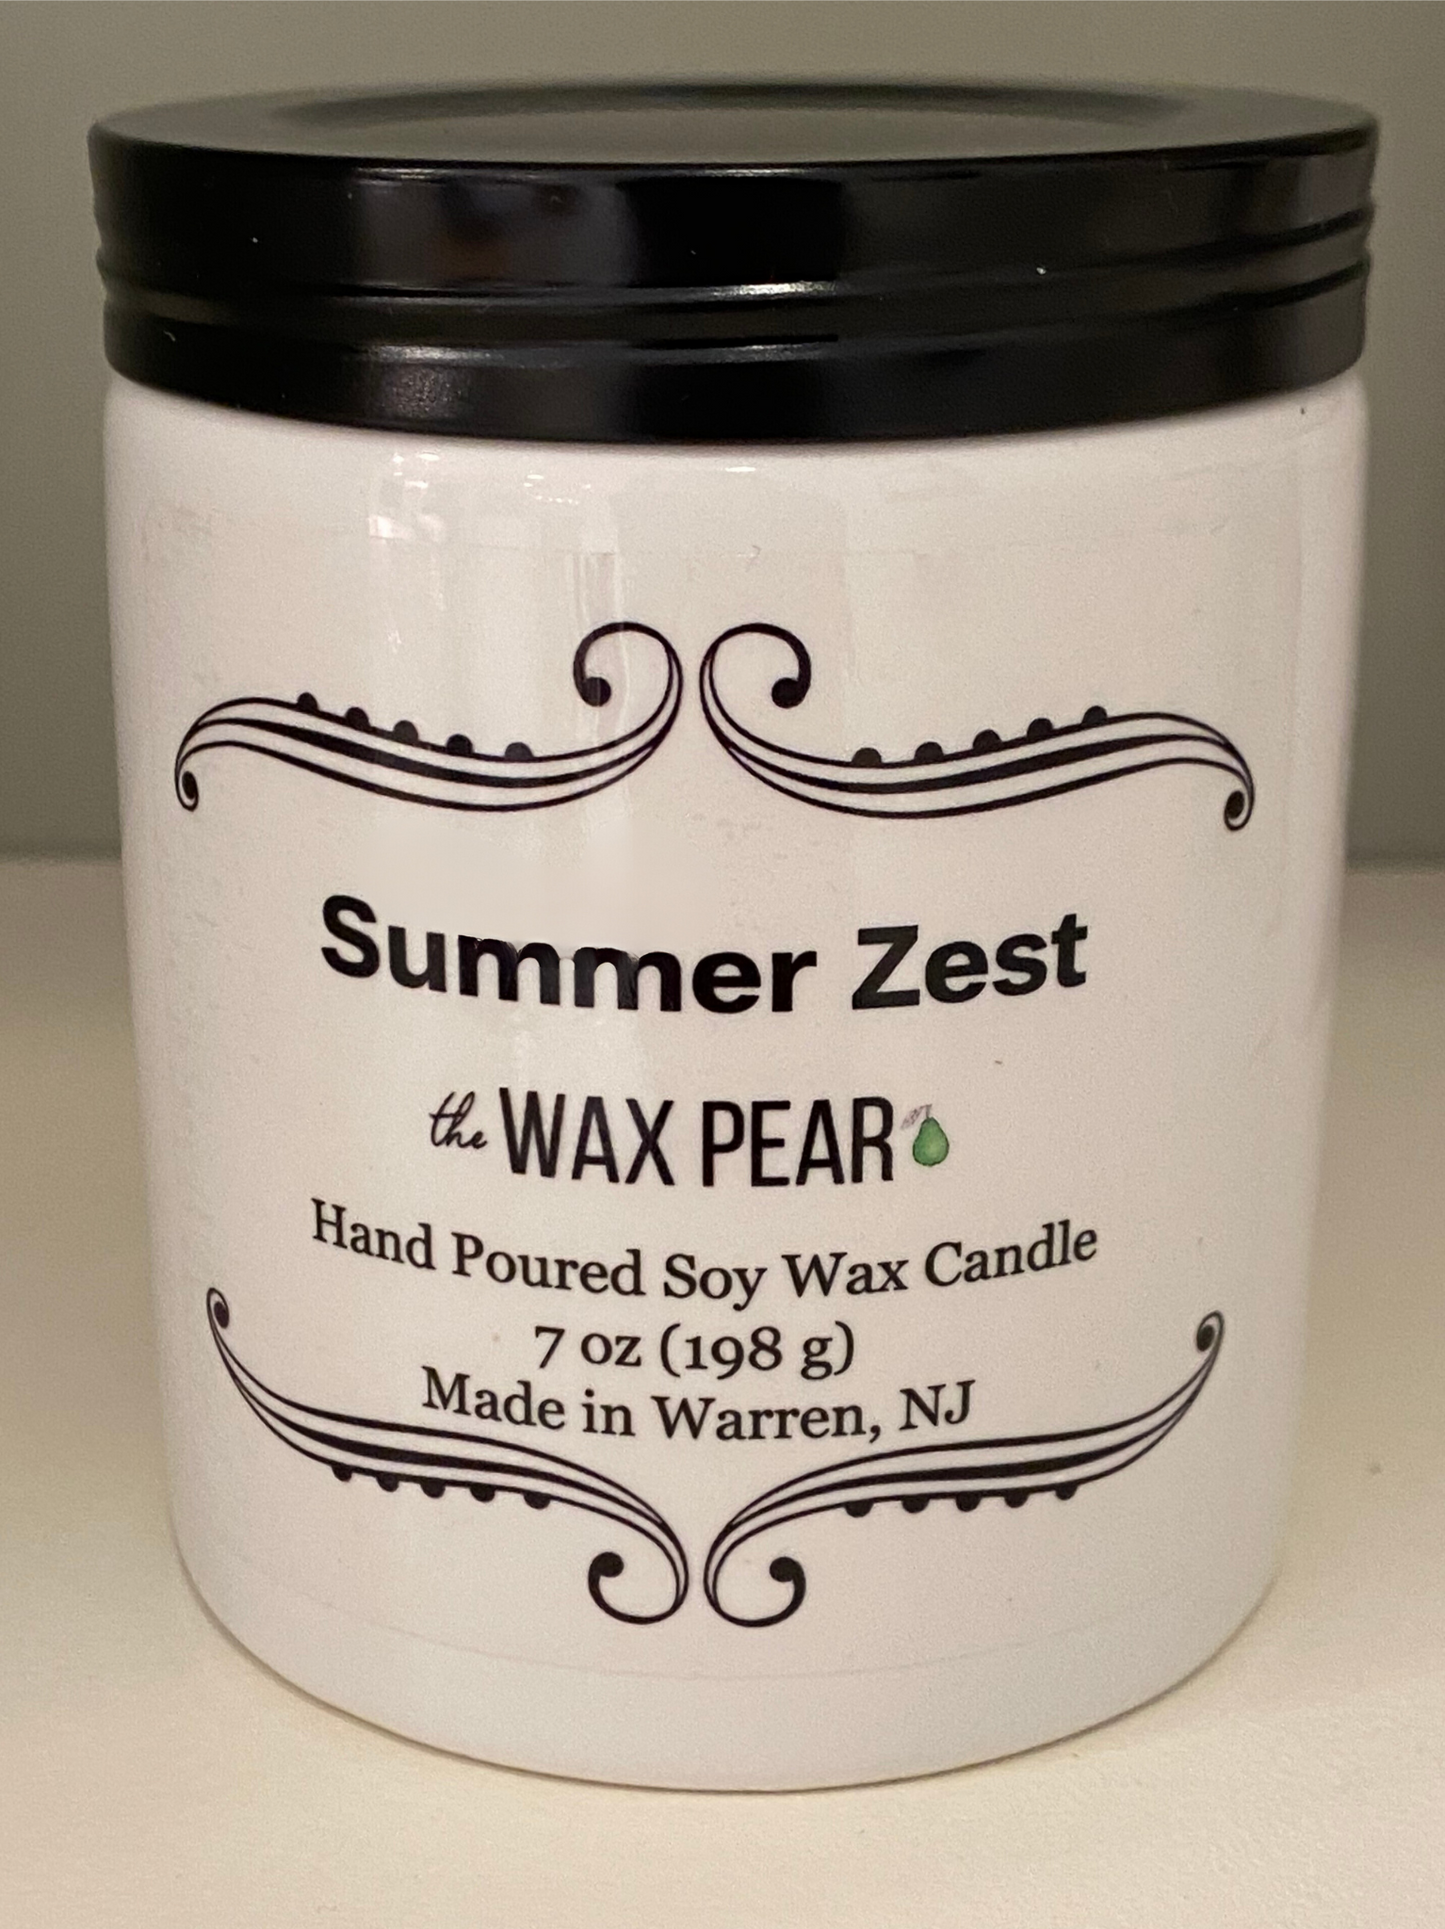 Summer Zest
the WAX PEAR
Hand Poured Soy Wax Candle
7 oz (198 g)
Made in Warren, NJ